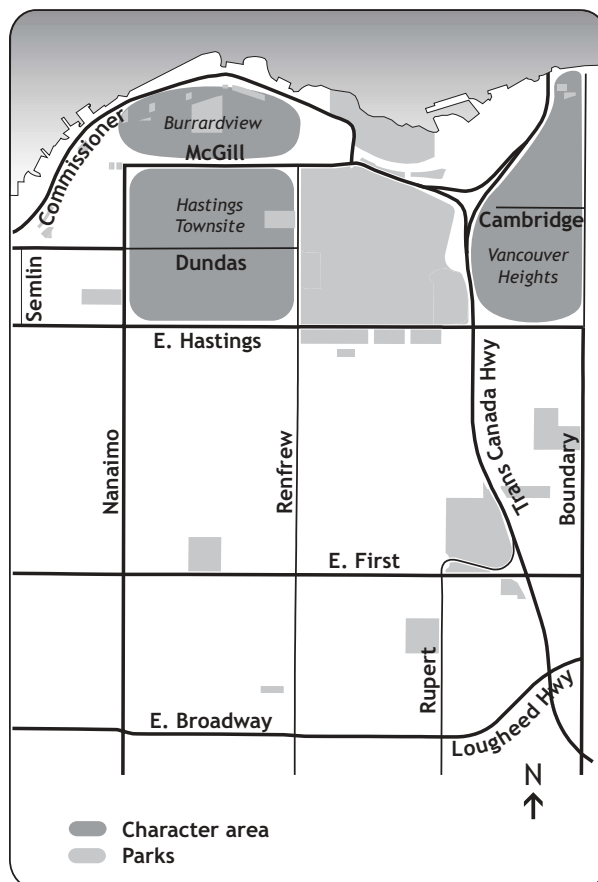 Commissioner
Burrardview
McGill
Hastings
Townsite
Cambridge
Vancouver
Heights
Semlin
Dundas
E. Hastings
Nanaimo
Renfrew
Trans Canada Hwy
Boundary
E. First
Rupert
E. Broadway
Lougheed Hwy
N
Character area
Parks